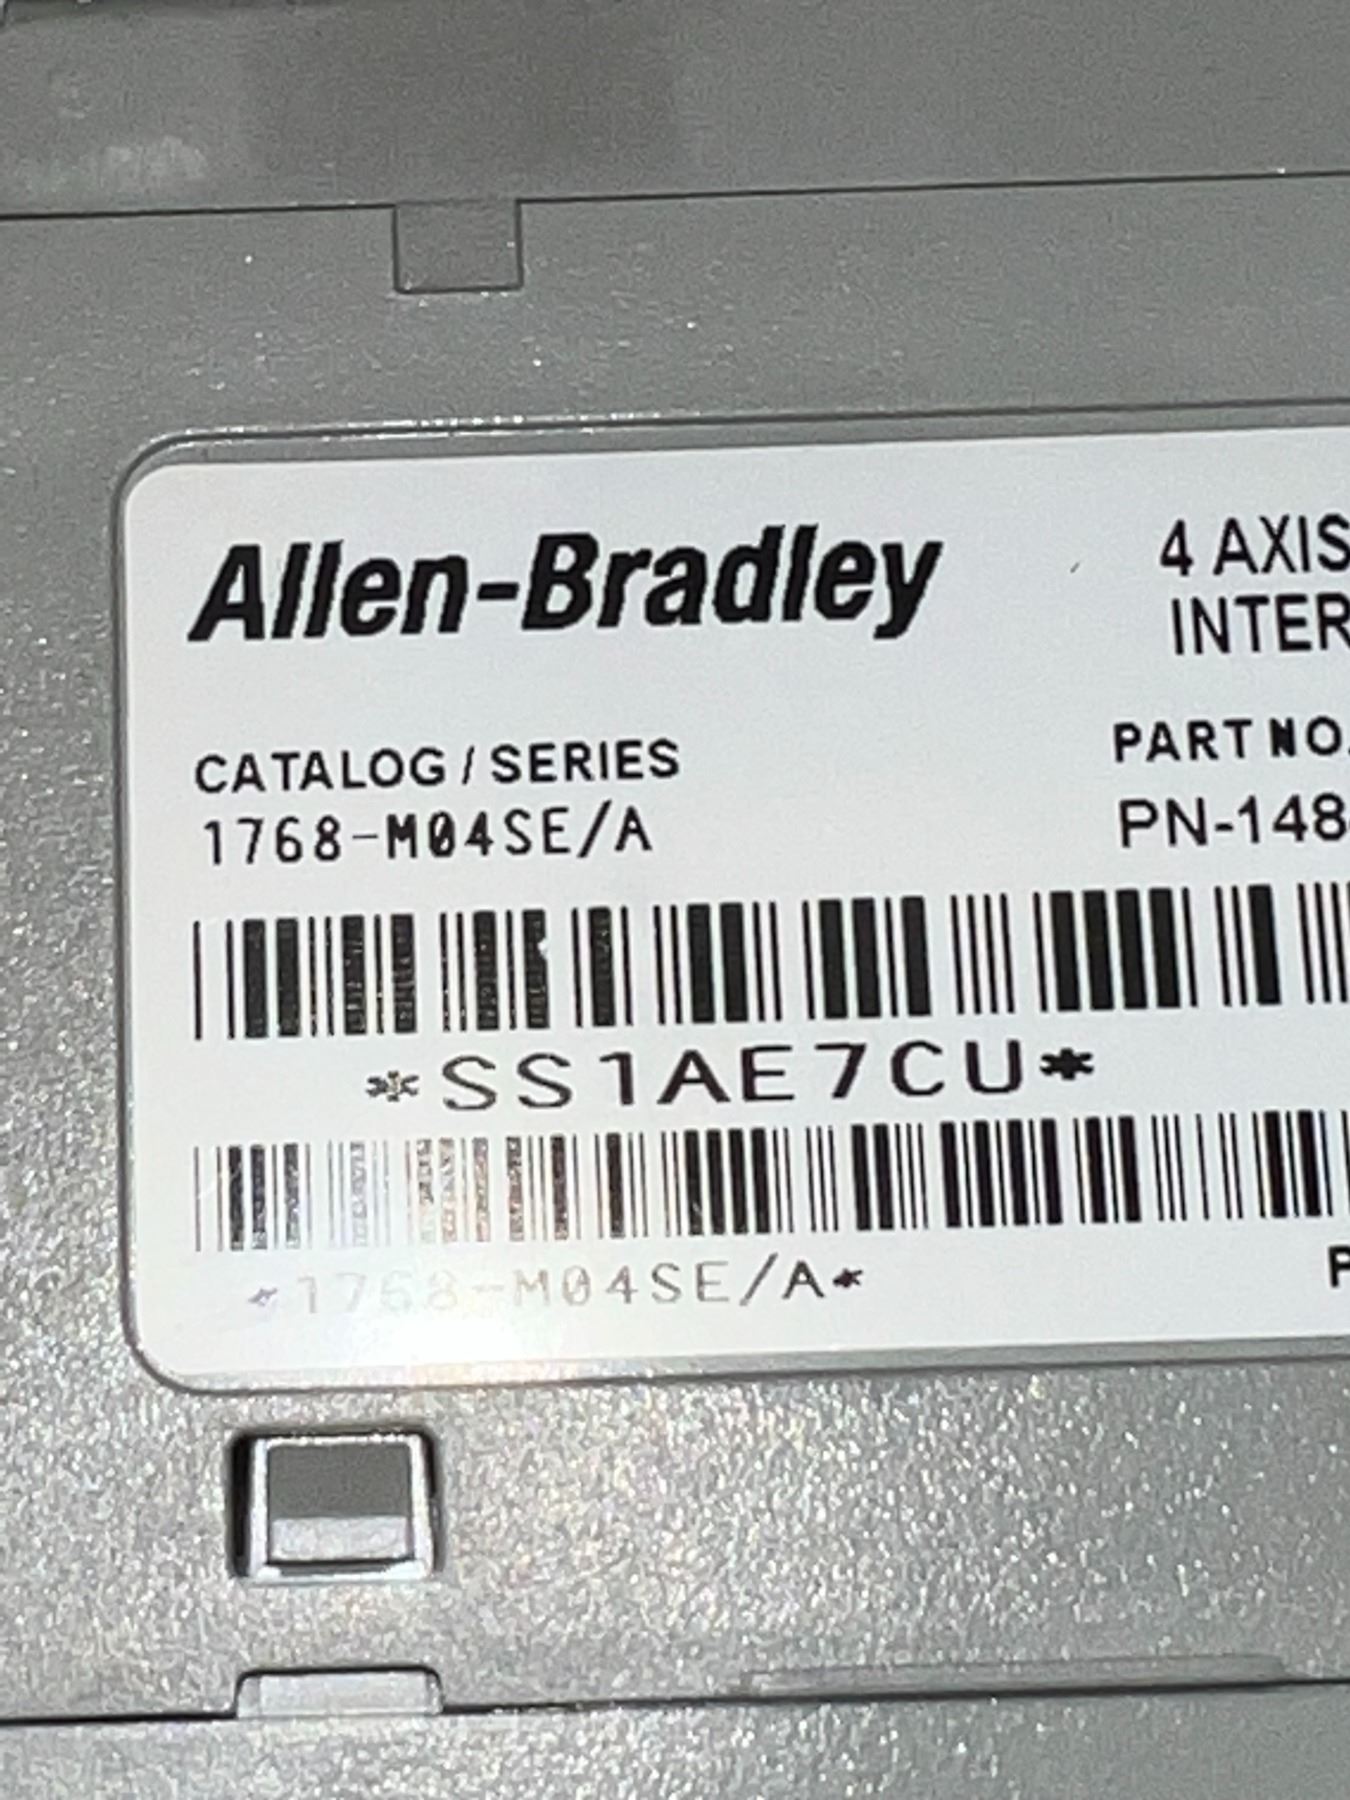 Allen-Bradley
4 AXIS
INTER
CATALOG / SERIES
1768-M04SE/A
PART NO.
PN-148
*SS1AE7CU*
*1768-M04SE/A*
P